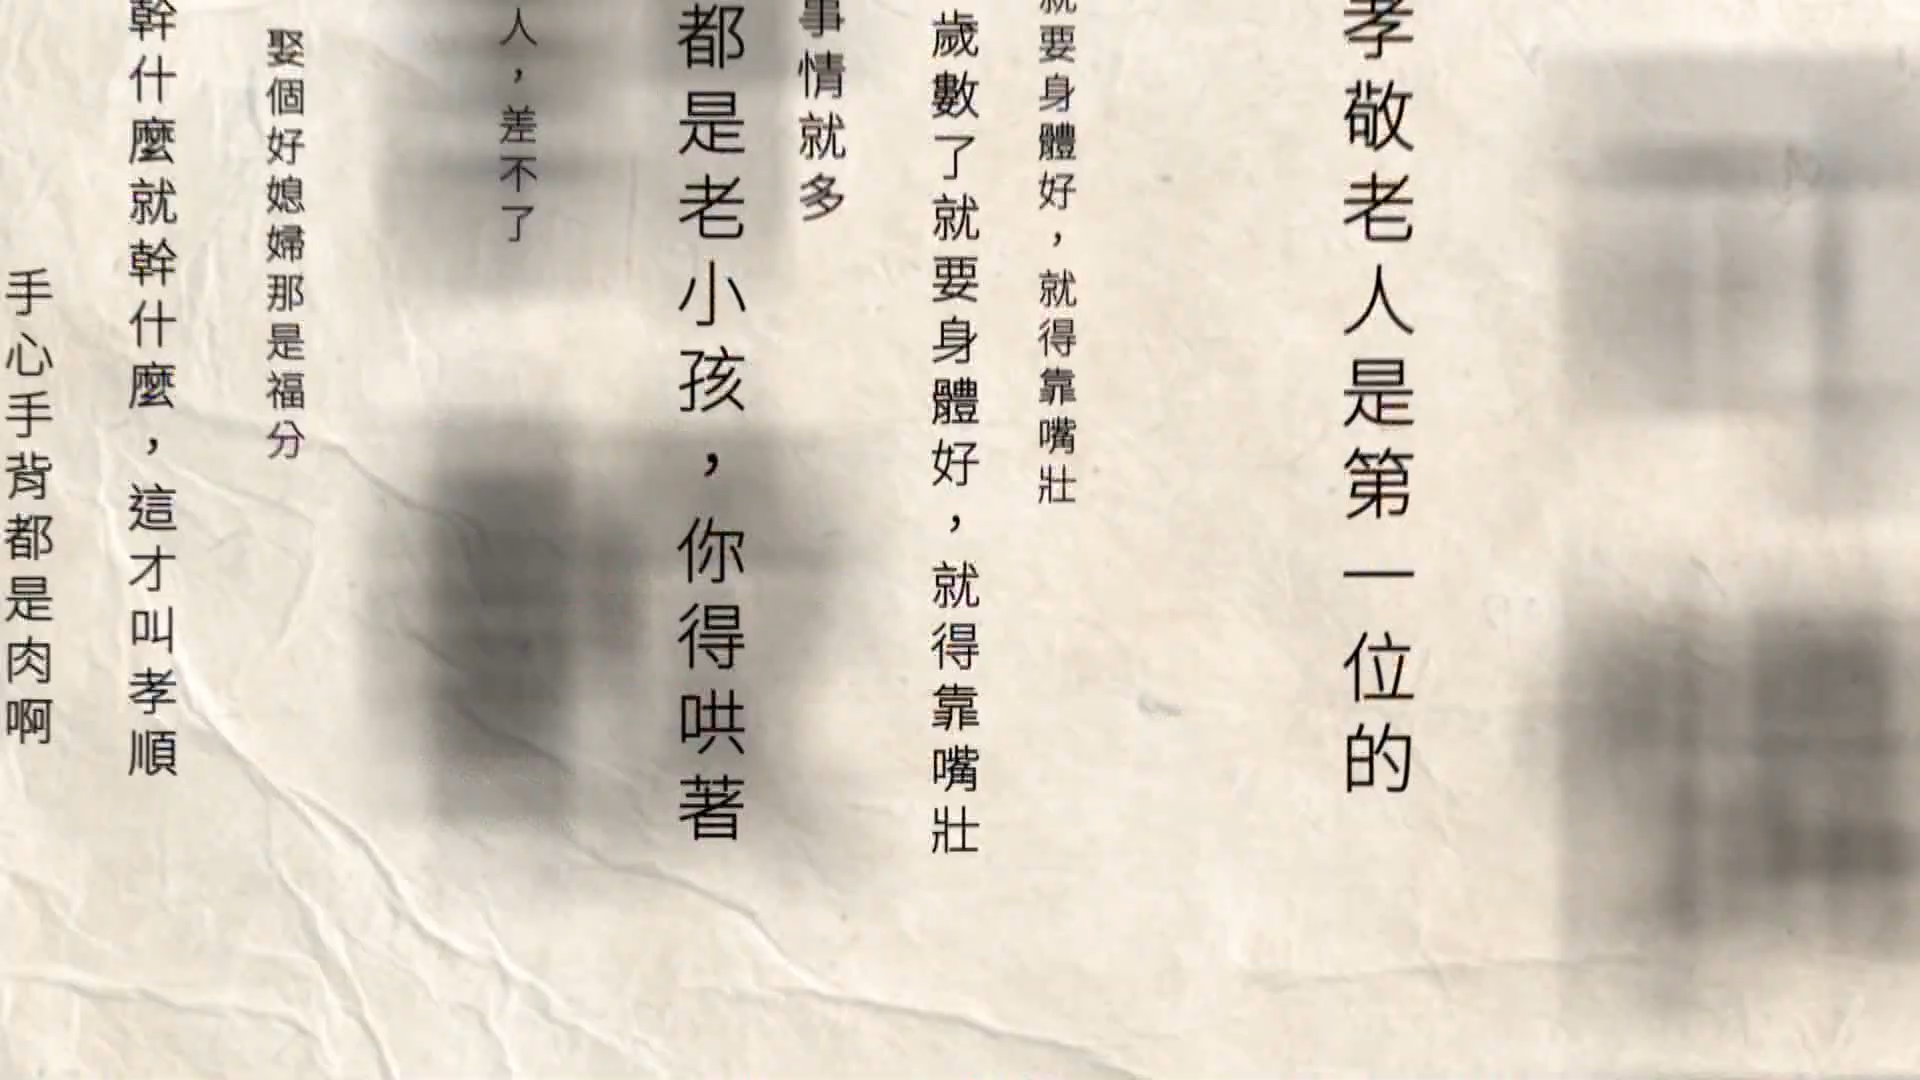 孝敬老人是第一位的
就要身體好，就得靠嘴壯
歲數了就要身體好，就得靠嘴壯
事情就多
都是老小孩，你得哄著
人，差不了
娶個好媳婦那是福分
幹什麼就幹什麼，這才叫孝順
手心手背都是肉啊